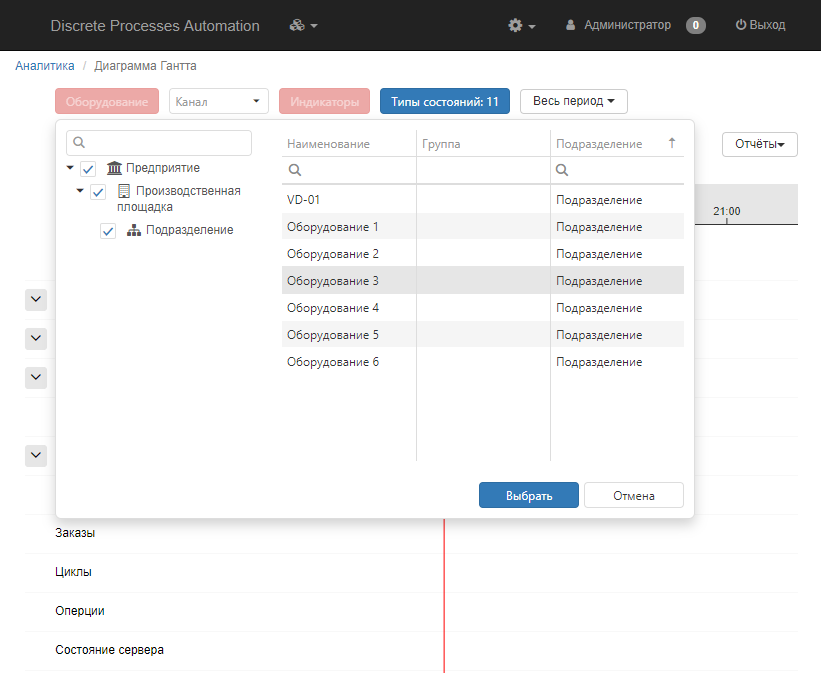 Discrete Processes Automation Администратор 0 Выход
Аналитика / Диаграмма Гантта
Оборудование Канал Индикаторы Типы состояний: 11 Весь период
Отчёты
Наименование Группа Подразделение
Предприятие
Производственная
площадка
Подразделение
VD-01 Подразделение
Оборудование 1 Подразделение
Оборудование 2 Подразделение
Оборудование 3 Подразделение
Оборудование 4 Подразделение
Оборудование 5 Подразделение
Оборудование 6 Подразделение
21:00
Выбрать Отмена
Заказы
Циклы
Оперции
Состояние сервера